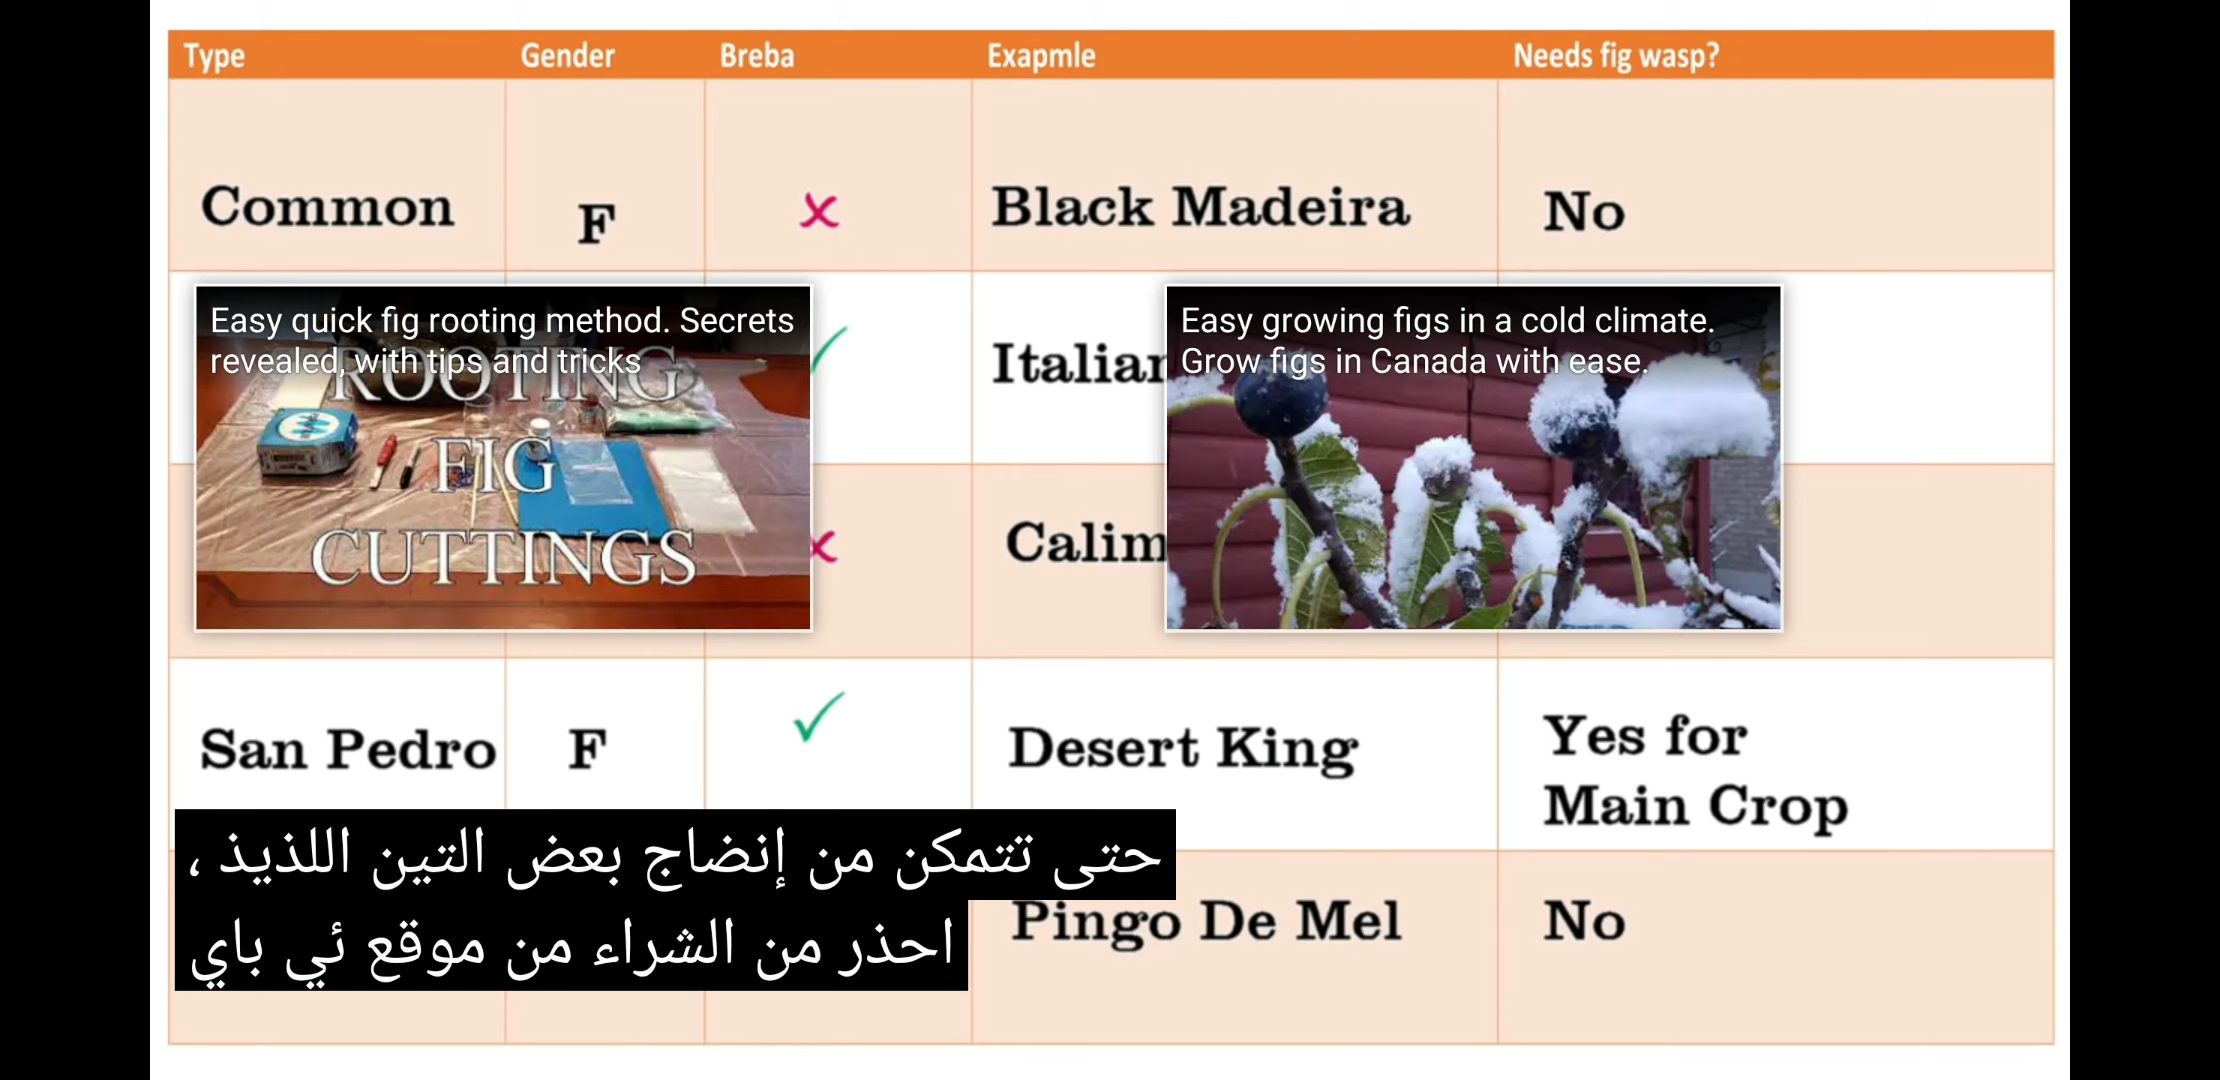 Type Gender Breba Exapmle Needs fig wasp?
Common F Black Madeira No
Easy quick fig rooting method. Secrets
revealed, with tips and tricks
ROOTING
FIG
CUTTINGS
Easy growing figs in a cold climate.
Grow figs in Canada with ease.
San Pedro F Desert King Yes for
Main Crop
حتى تتمكن من إنضاج بعض التين اللذيذ ،
احذر من الشراء من موقع ئي باي
Pingo De Mel No